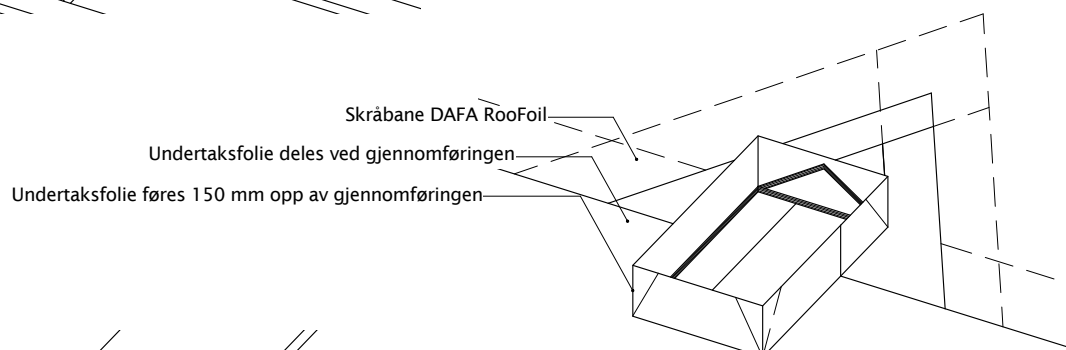 Skråbane DAFA RooFoil
Undertaksfolie deles ved gjennomføringen
Undertaksfolie føres 150 mm opp av gjennomføringen